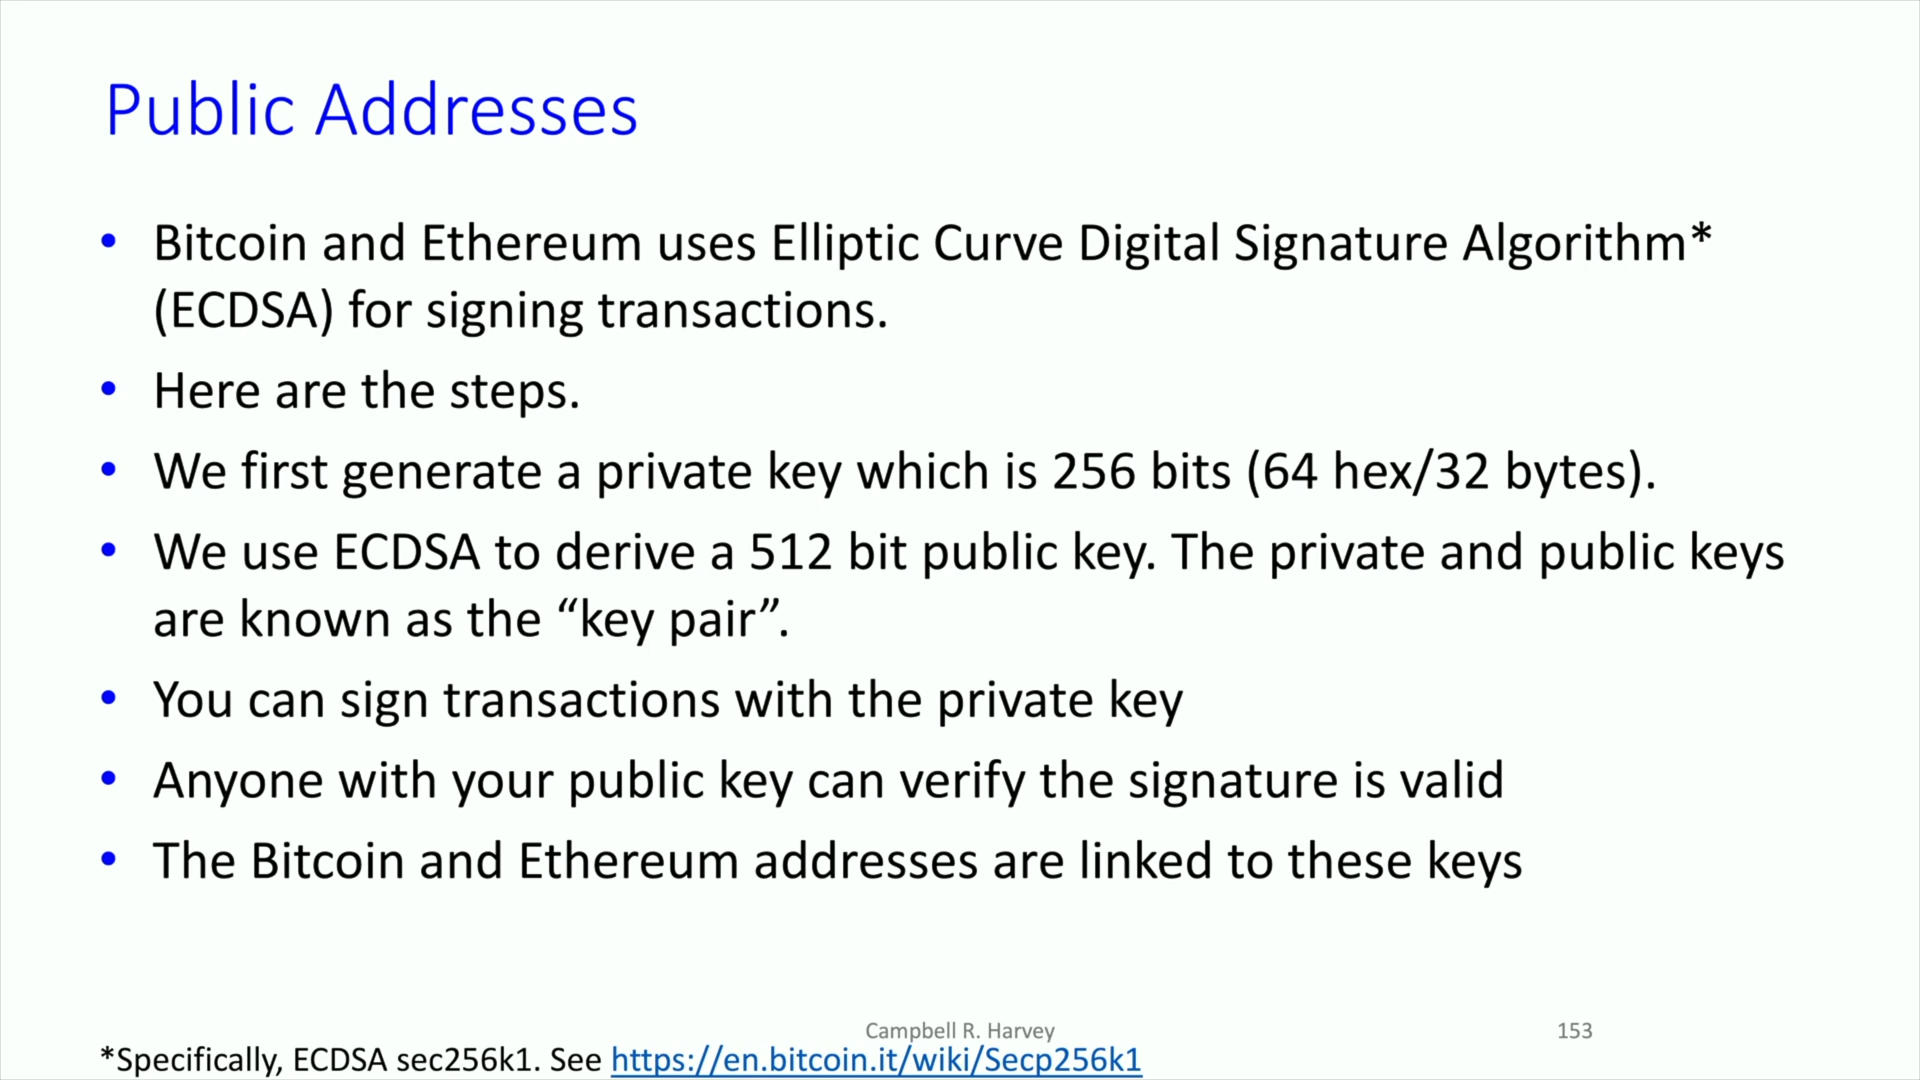 Public Addresses
• Bitcoin and Ethereum uses Elliptic Curve Digital Signature Algorithm*
(ECDSA) for signing transactions.
• Here are the steps.
• We first generate a private key which is 256 bits (64 hex/32 bytes).
• We use ECDSA to derive a 512 bit public key. The private and public keys
are known as the “key pair”.
• You can sign transactions with the private key
• Anyone with your public key can verify the signature is valid
• The Bitcoin and Ethereum addresses are linked to these keys
Campbell R. Harvey
153
*Specifically, ECDSA sec256k1. See https://en.bitcoin.it/wiki/Secp256k1